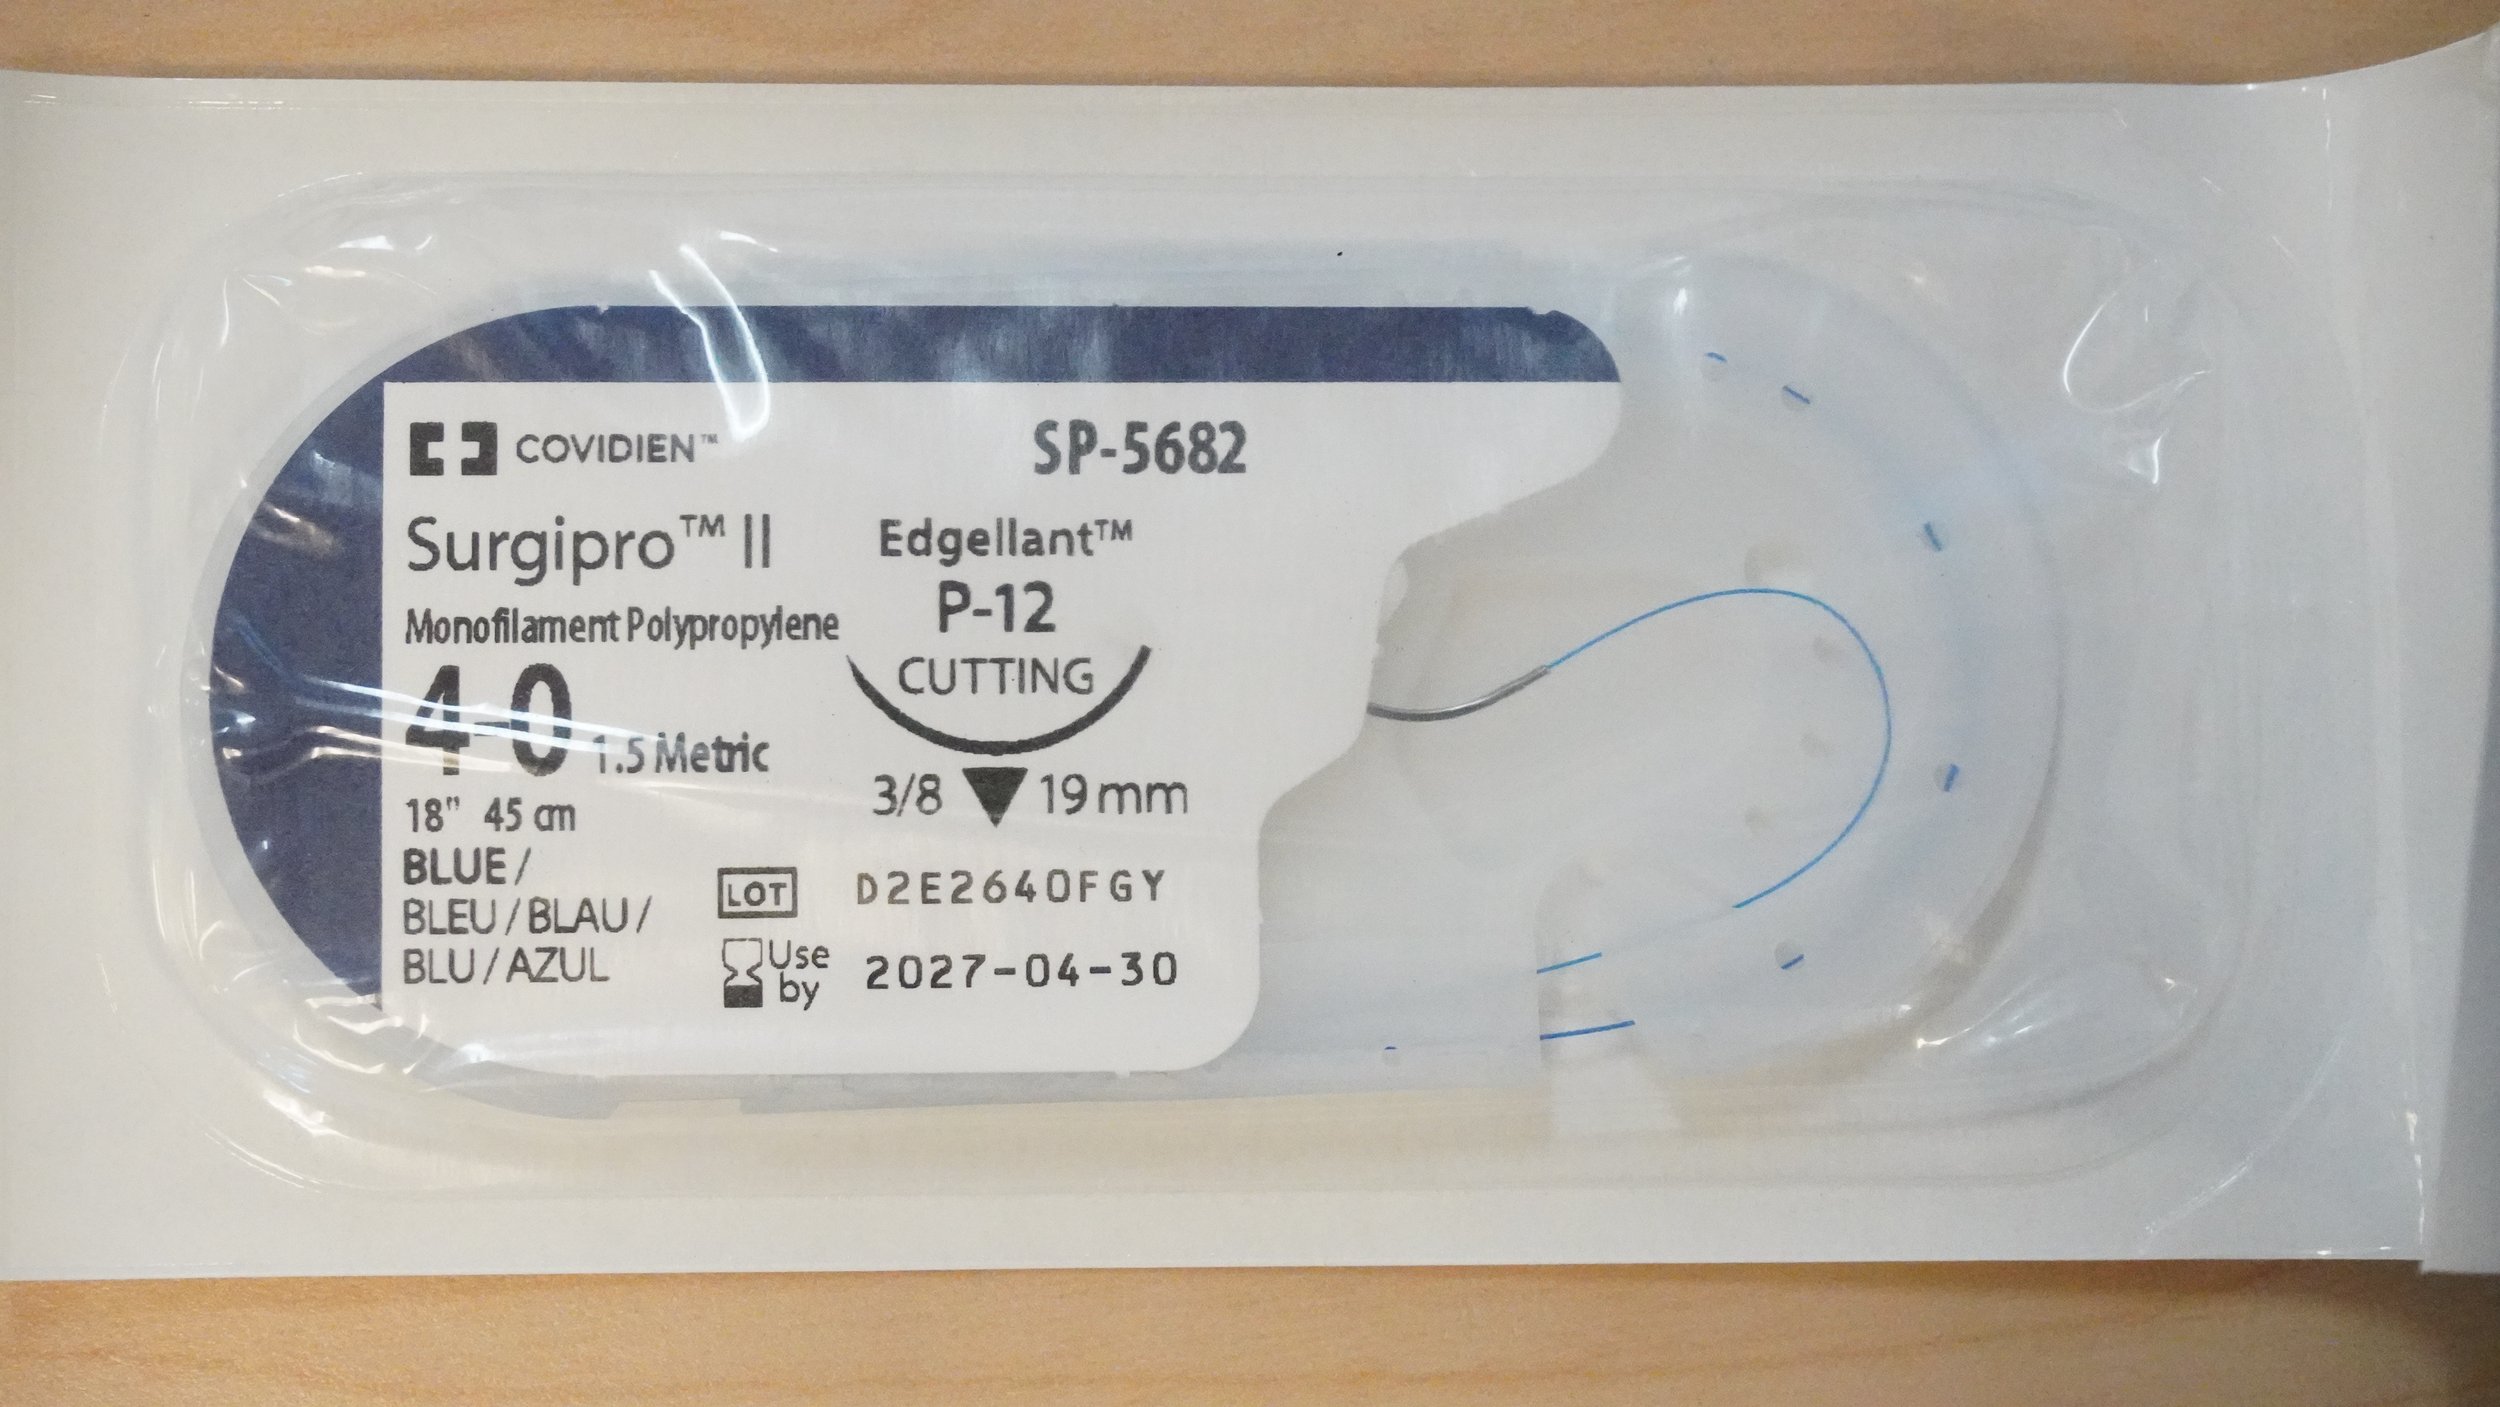 COVIDIEN™
SP-5682
Surgipro™ II
Monofilament Polypropylene
4-0 1.5 Metric
18" 45 cm
BLUE /
BLEU / BLAU /
BLU / AZUL
Edgellant™
P-12
CUTTING
3/8 19 mm
LOT D2E2640FGY
Use by 2027-04-30